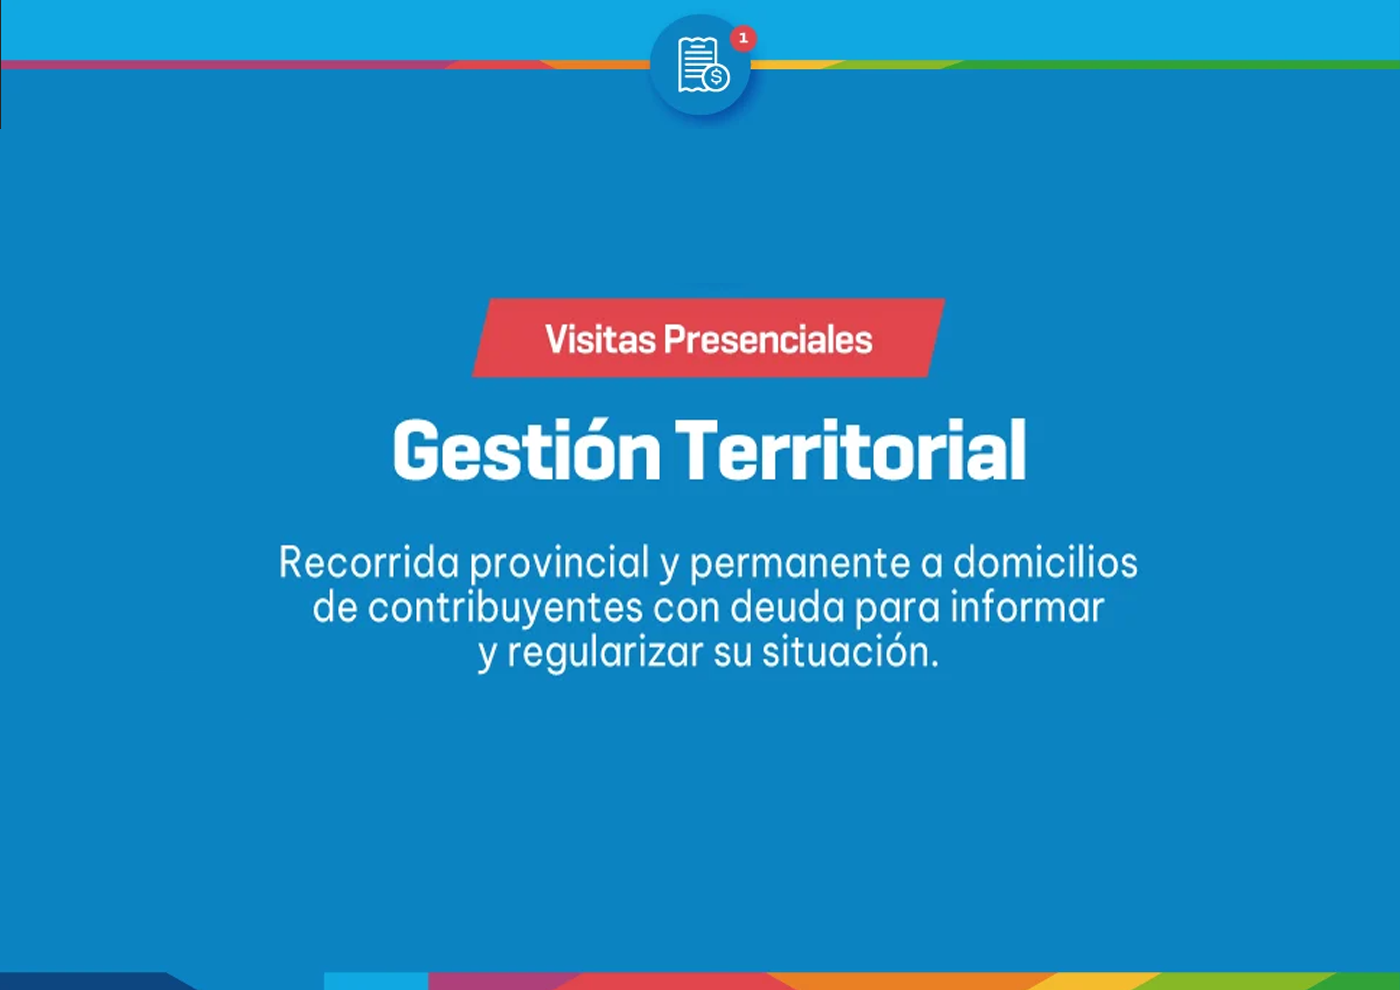 1
$
Visitas Presenciales
Gestión Territorial
Recorrida provincial y permanente a domicilios
de contribuyentes con deuda para informar
y regularizar su situación.